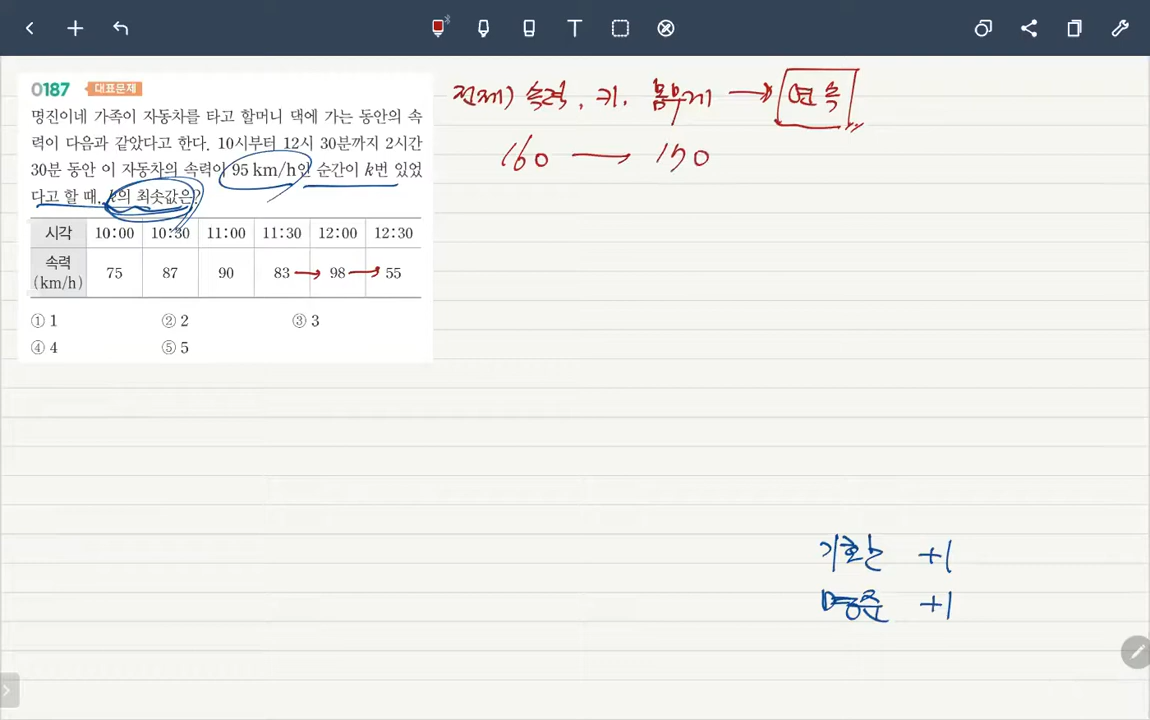 0187 대표문제
명진이네 가족이 자동차를 타고 할머니 댁에 가는 동안의 속
력이 다음과 같았다고 한다. 10시부터 12시 30분까지 2시간
30분 동안 이 자동차의 속력이 95 km/h인 순간이 k번 있었
다고 할 때, k의 최솟값은?
시각 10:00 10:30 11:00 11:30 12:00 12:30
속력
(km/h) 75 87 90 83 → 98 → 55
① 1 ② 2 ③ 3
④ 4 ⑤ 5
전제) 속력, 키, 몸무게 → 연속
160 → 170
+1
+1